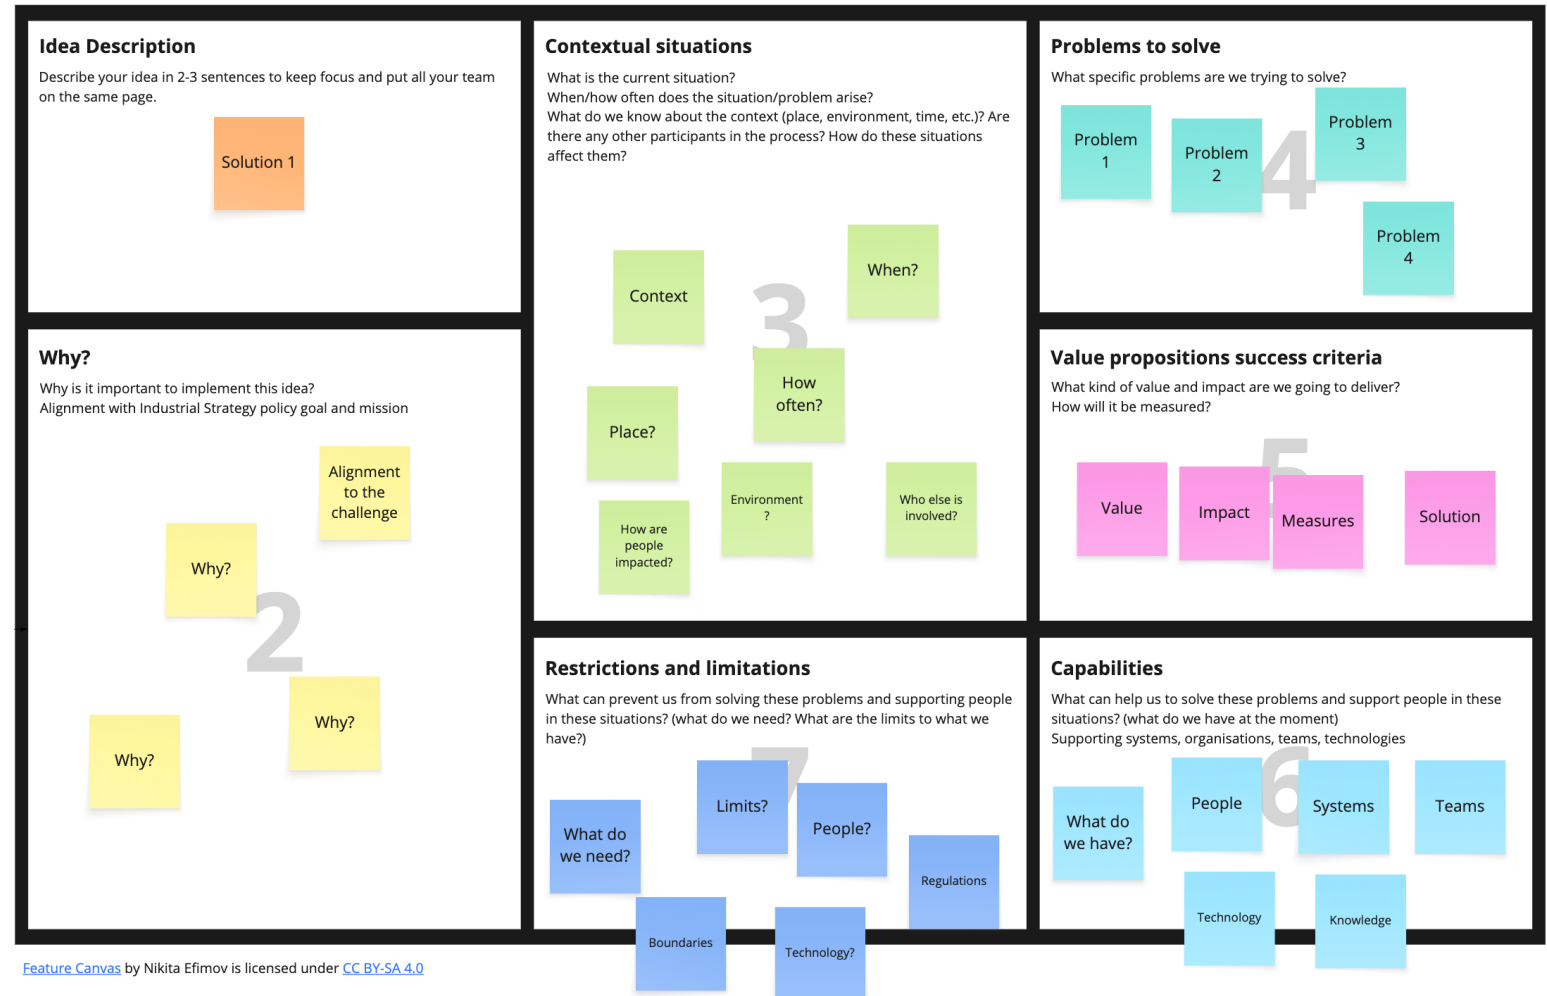 Idea Description
Describe your idea in 2-3 sentences to keep focus and put all your team
on the same page.
Solution 1
Why?
Why is it important to implement this idea?
Alignment with Industrial Strategy policy goal and mission
Alignment
to the
challenge
Why?
2
Why?
Why?
Contextual situations
What is the current situation?
When/how often does the situation/problem arise?
What do we know about the context (place, environment, time, etc.)? Are
there any other participants in the process? How do these situations
affect them?
When?
Context
3
How
often?
Place?
Environment
?
Who else is
involved?
How are
people
impacted?
Problems to solve
What specific problems are we trying to solve?
Problem
1
Problem
2
4
Problem
3
Problem
4
Value propositions success criteria
What kind of value and impact are we going to deliver?
How will it be measured?
5
Value
Impact
Measures
Solution
Restrictions and limitations
What can prevent us from solving these problems and supporting people
in these situations? (what do we need? What are the limits to what we
have?)
7
Limits?
People?
What do
we need?
Regulations
Boundaries
Technology?
Capabilities
What can help us to solve these problems and support people in these
situations? (what do we have at the moment)
Supporting systems, organisations, teams, technologies
6
What do
we have?
People
Systems
Teams
Technology
Knowledge
Feature Canvas by Nikita Efimov is licensed under CC BY-SA 4.0